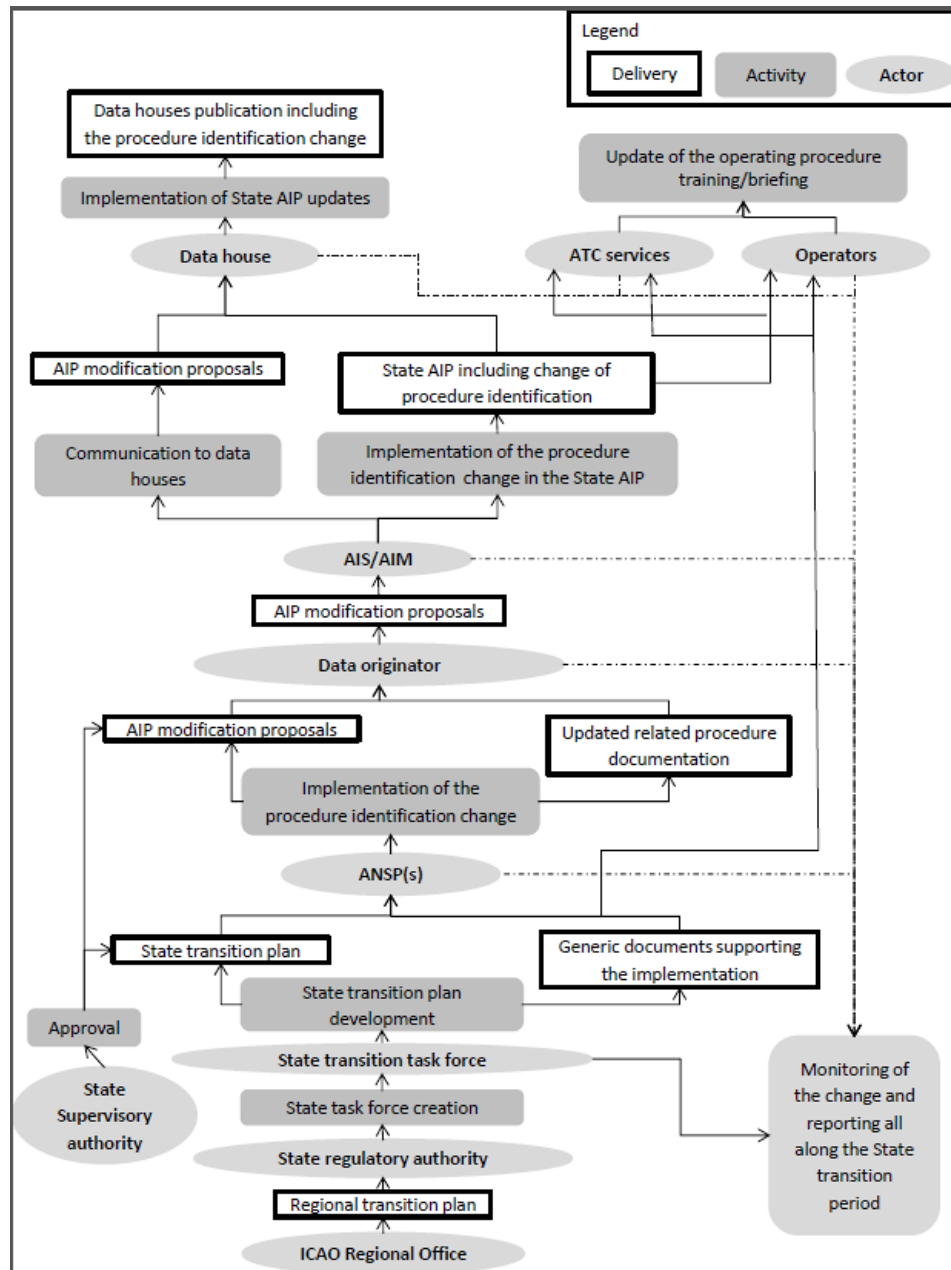 Legend
Delivery
Activity
Actor
Data houses publication including
the procedure identification change
Implementation of State AIP updates
Data house
Update of the operating procedure
training/briefing
ATC services
Operators
AIP modification proposals
State AIP including change of
procedure identification
Communication to data
houses
Implementation of the procedure
identification change in the State AIP
AIS/AIM
AIP modification proposals
Data originator
AIP modification proposals
Updated related procedure
documentation
Implementation of the
procedure identification change
ANSP(s)
State transition plan
Generic documents supporting
the implementation
State transition plan
development
Approval
State transition task force
State
Supervisory
authority
State task force creation
State regulatory authority
Regional transition plan
ICAO Regional Office
Monitoring of
the change and
reporting all
along the State
transition
period